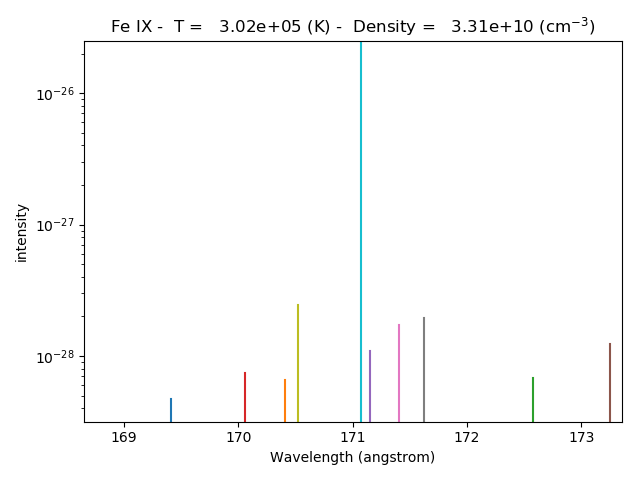 Fe IX -  T =   3.02e+05 (K) -  Density =   3.31e+10 (cm⁻³)
10⁻²⁶
10⁻²⁷
10⁻²⁸
intensity
169 170 171 172 173
Wavelength (angstrom)